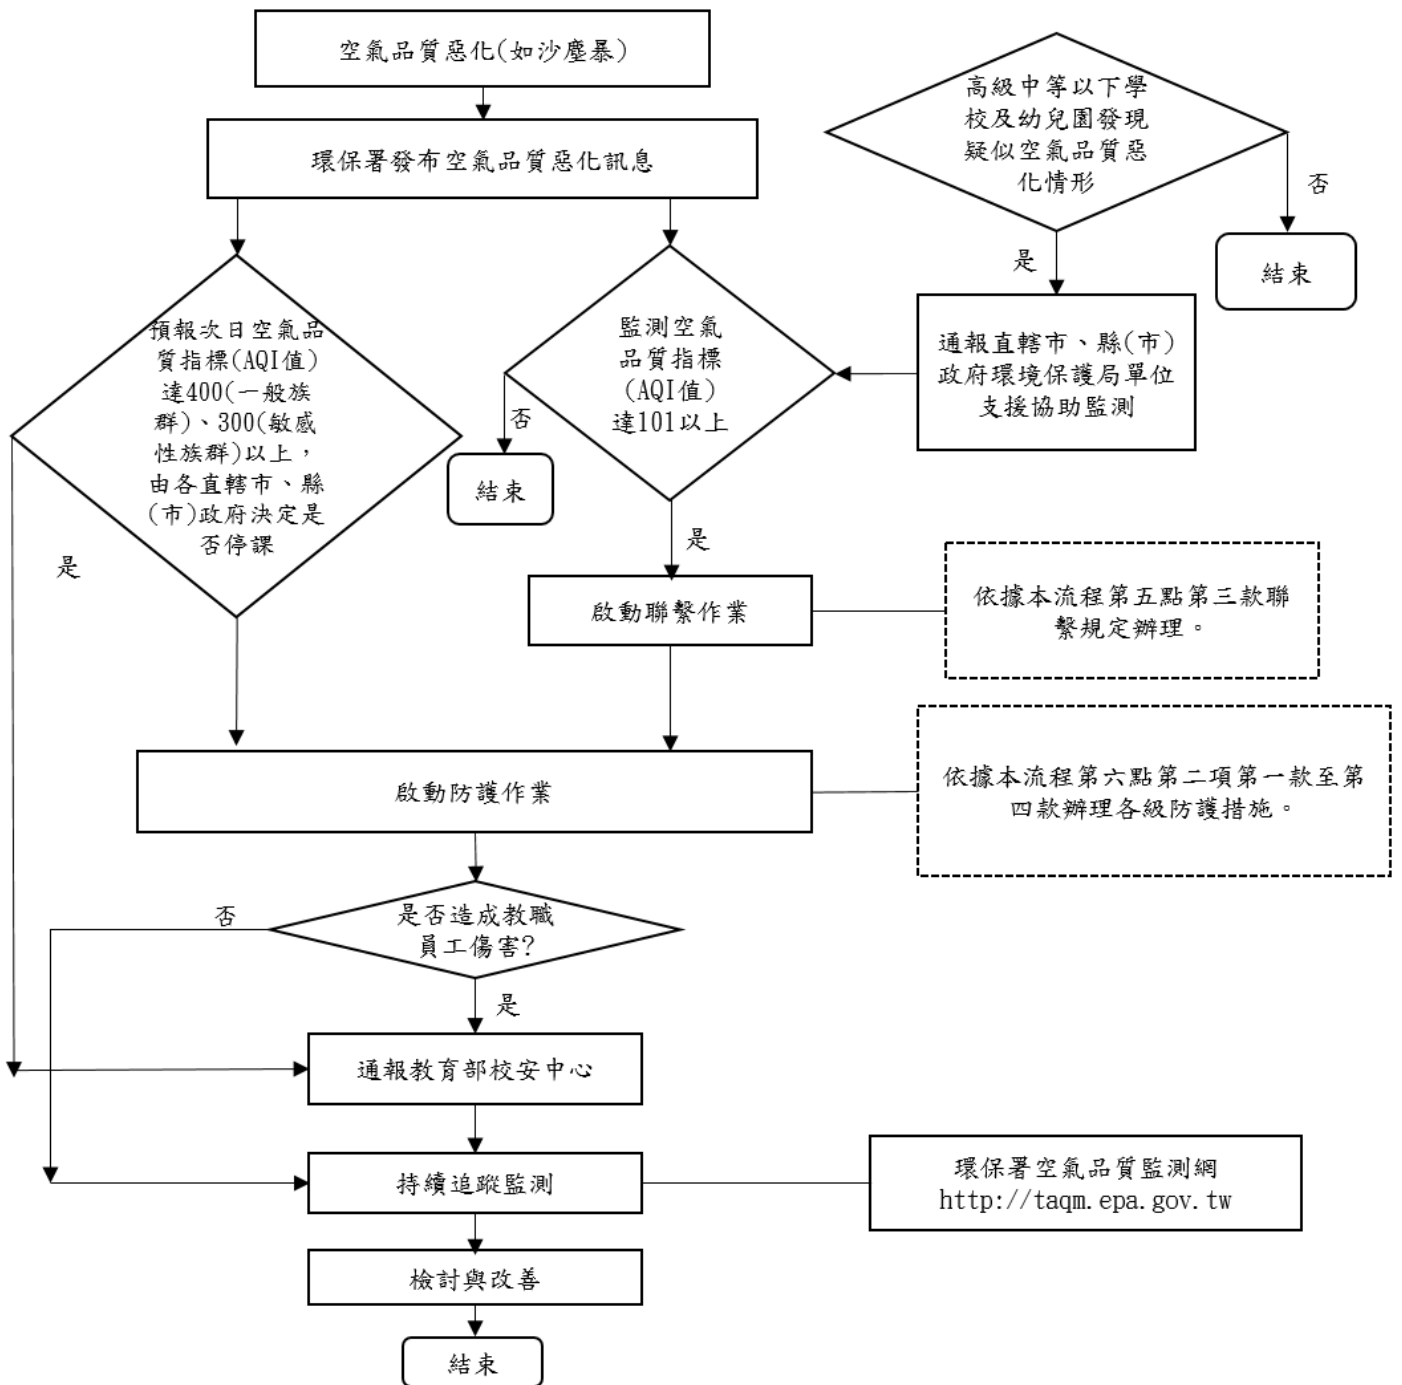 空氣品質惡化(如沙塵暴)
環保署發布空氣品質惡化訊息
高級中等以下學
校及幼兒園發現
疑似空氣品質惡
化情形
否
結束
是
通報直轄市、縣(市)
政府環境保護局單位
支援協助監測
預報次日空氣品
質指標(AQI值)
達400(一般族
群)、300(敏感
性族群)以上，
由各直轄市、縣
(市)政府決定是
否停課
是
監測空氣
品質指標
(AQI值)
達101以上
否
結束
是
啟動聯繫作業
依據本流程第五點第三款聯
繫規定辦理。
啟動防護作業
依據本流程第六點第二項第一款至第
四款辦理各級防護措施。
是否造成教職
員工傷害?
否
是
通報教育部校安中心
持續追蹤監測
環保署空氣品質監測網
http://taqm.epa.gov.tw
檢討與改善
結束